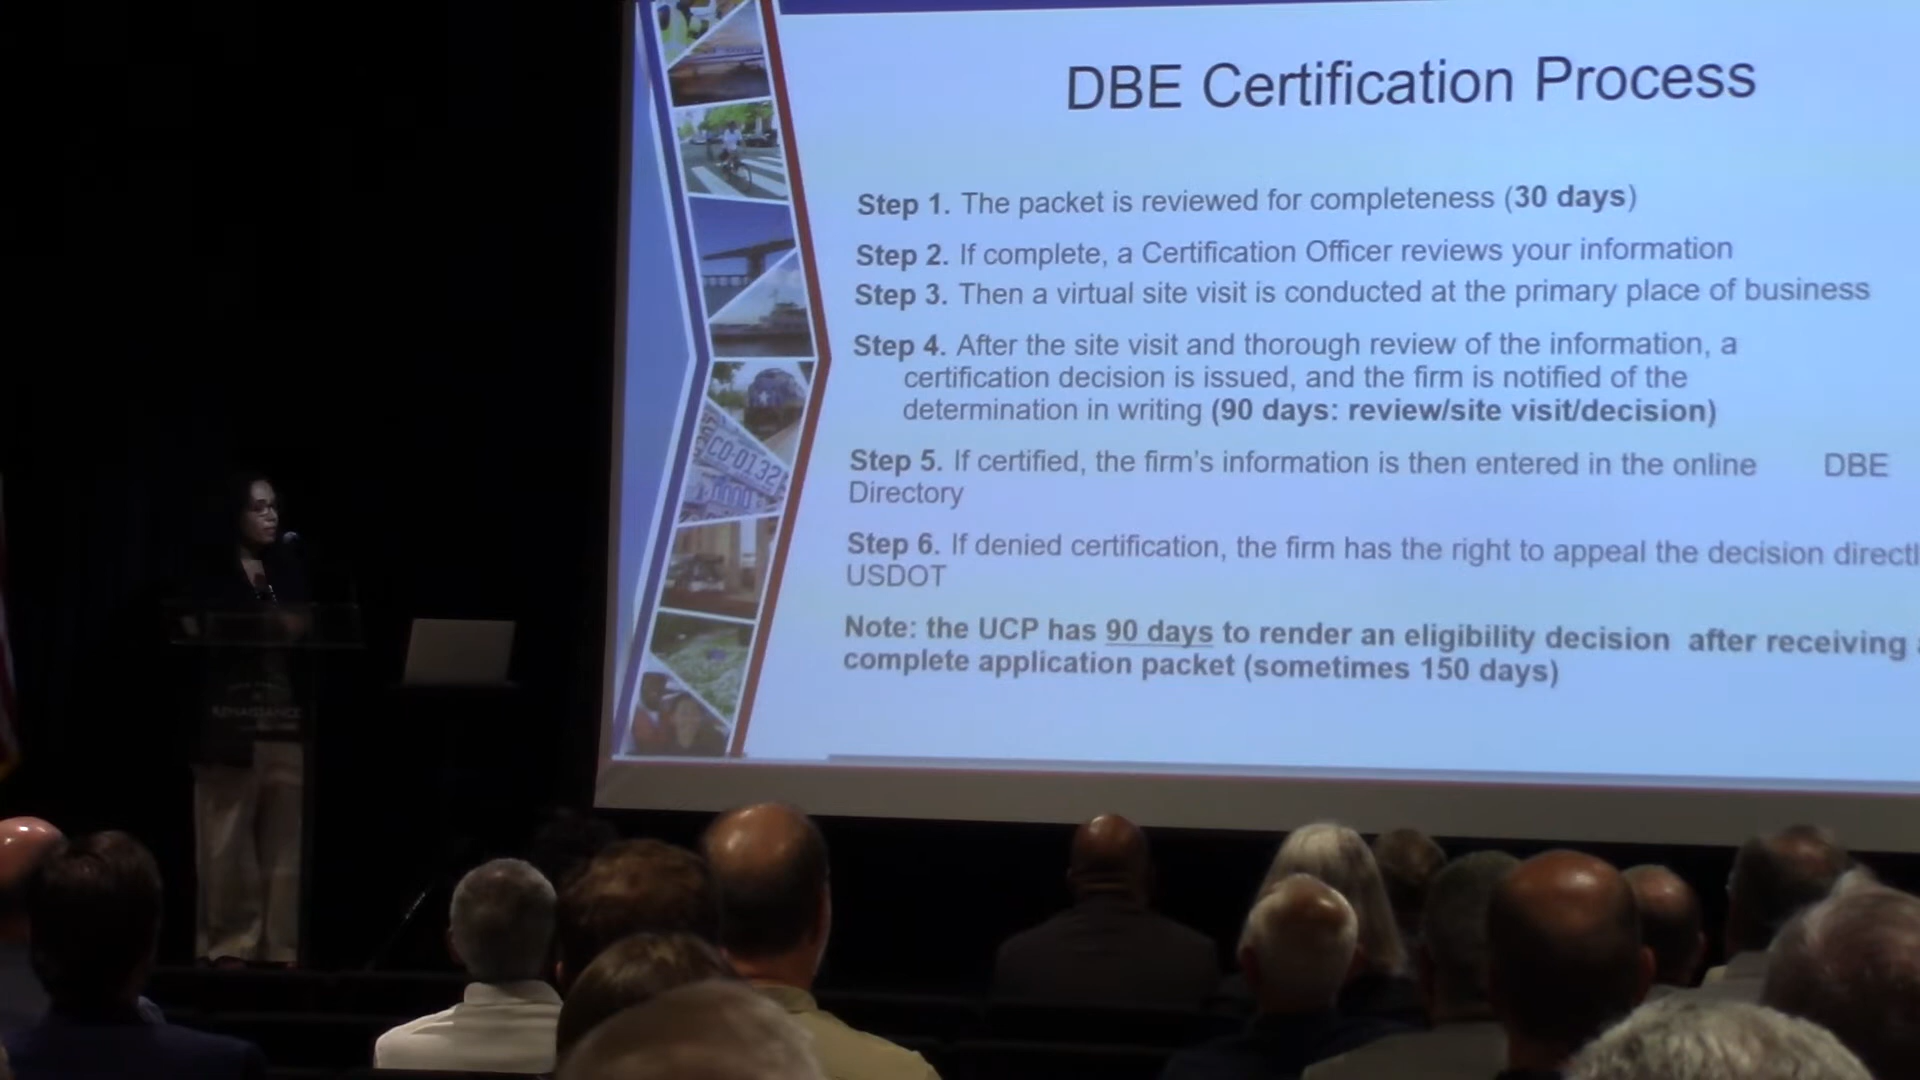 DBE Certification Process
Step 1. The packet is reviewed for completeness (30 days)
Step 2. If complete, a Certification Officer reviews your information
Step 3. Then a virtual site visit is conducted at the primary place of business
Step 4. After the site visit and thorough review of the information, a
certification decision is issued, and the firm is notified of the
determination in writing (90 days: review/site visit/decision)
Step 5. If certified, the firm's information is then entered in the online DBE
Directory
Step 6. If denied certification, the firm has the right to appeal the decision directl
USDOT
Note: the UCP has 90 days to render an eligibility decision after receiving
complete application packet (sometimes 150 days)
CO-0132
RENAISSANCE